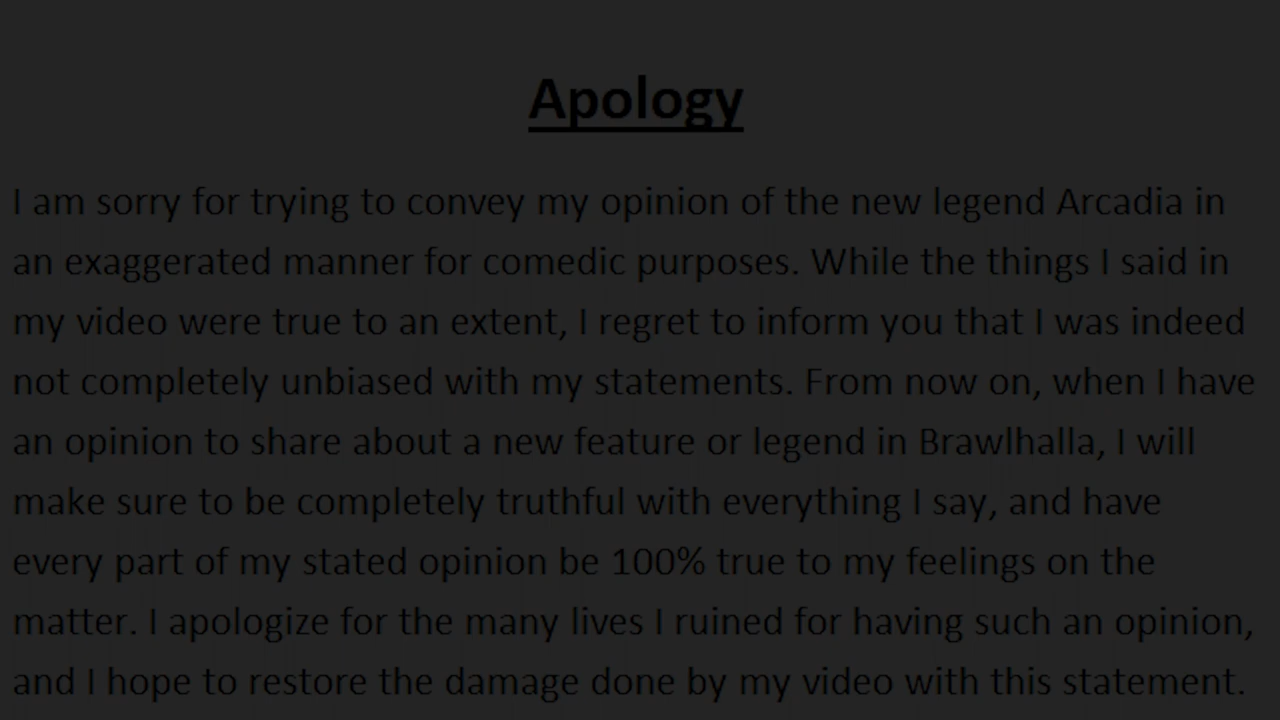 Apology
I am sorry for trying to convey my opinion of the new legend Arcadia in
an exaggerated manner for comedic purposes. While the things I said in
my video were true to an extent, I regret to inform you that I was indeed
not completely unbiased with my statements. From now on, when I have
an opinion to share about a new feature or legend in Brawlhalla, I will
make sure to be completely truthful with everything I say, and have
every part of my stated opinion be 100% true to my feelings on the
matter. I apologize for the many lives I ruined for having such an opinion,
and I hope to restore the damage done by my video with this statement.